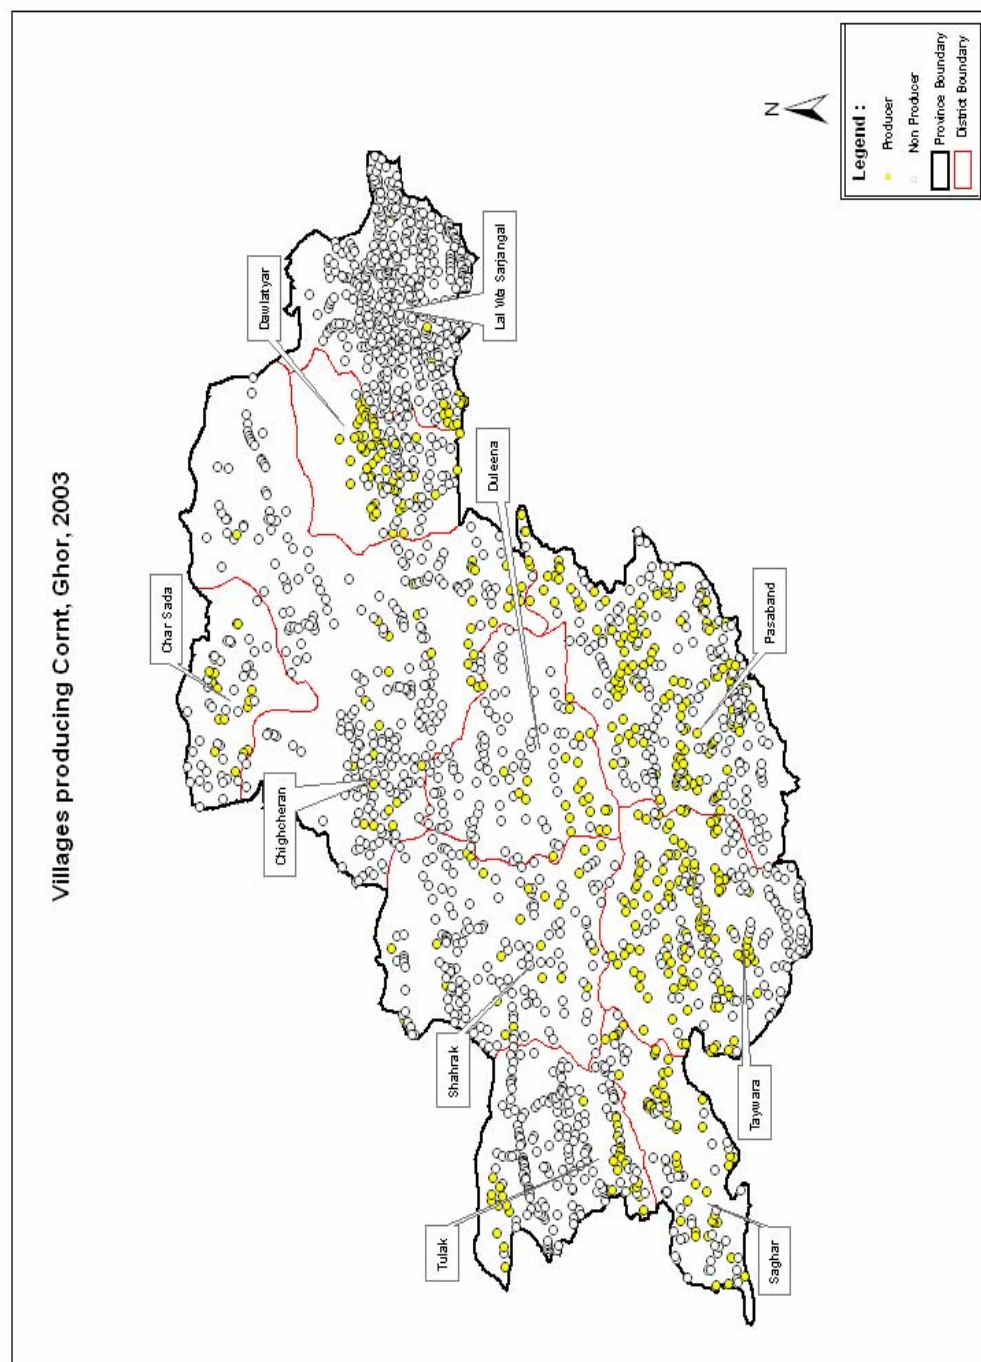 Villages producing Cornt, Ghor, 2003
N
Legend :
Producer
Non Producer
Province Boundary
District Boundary
Dawlatyar
Lal Wa Sarjangal
Char Sada
Duleena
Chighcheran
Pasaband
Shahrak
Tulak
Taywara
Saghar